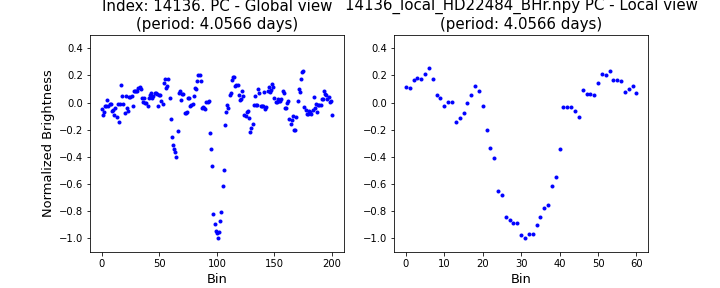 Index: 14136. PC - Global view
(period: 4.0566 days)
14136_local_HD22484_BHr.npy PC - Local view
(period: 4.0566 days)
Normalized Brightness
0.4
0.2
0.0
−0.2
−0.4
−0.6
−0.8
−1.0
0 50 100 150 200
Bin
0.4
0.2
0.0
−0.2
−0.4
−0.6
−0.8
−1.0
0 10 20 30 40 50 60
Bin